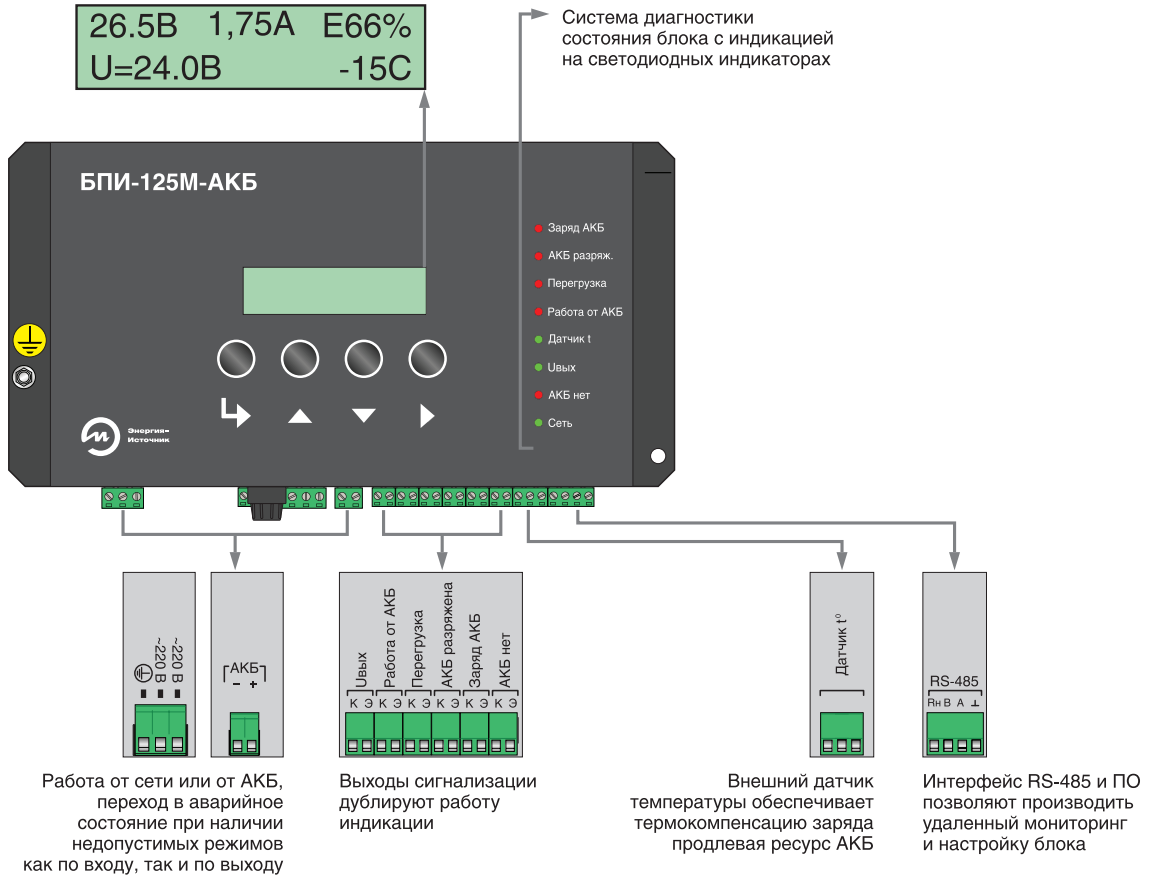 26.5В 1,75А Е66%
U=24.0В -15С
Система диагностики
состояния блока с индикацией
на светодиодных индикаторах
БПИ-125М-АКБ
Заряд АКБ
АКБ разряж.
Перегрузка
Работа от АКБ
Датчик t
Uвых
АКБ нет
Сеть
Энергия-
Источник
~220 В
~220 В
АКБ
- +
Uвых
Работа от АКБ
Перегрузка
АКБ разряжена
Заряд АКБ
АКБ нет
К Э К Э К Э К Э К Э К Э
Датчик t⁰
RS-485
Rн В А ⊥
Работа от сети или от АКБ,
переход в аварийное
состояние при наличии
недопустимых режимов
как по входу, так и по выходу
Выходы сигнализации
дублируют работу
индикации
Внешний датчик
температуры обеспечивает
термокомпенсацию заряда
продлевая ресурс АКБ
Интерфейс RS-485 и ПО
позволяют производить
удаленный мониторинг
и настройку блока